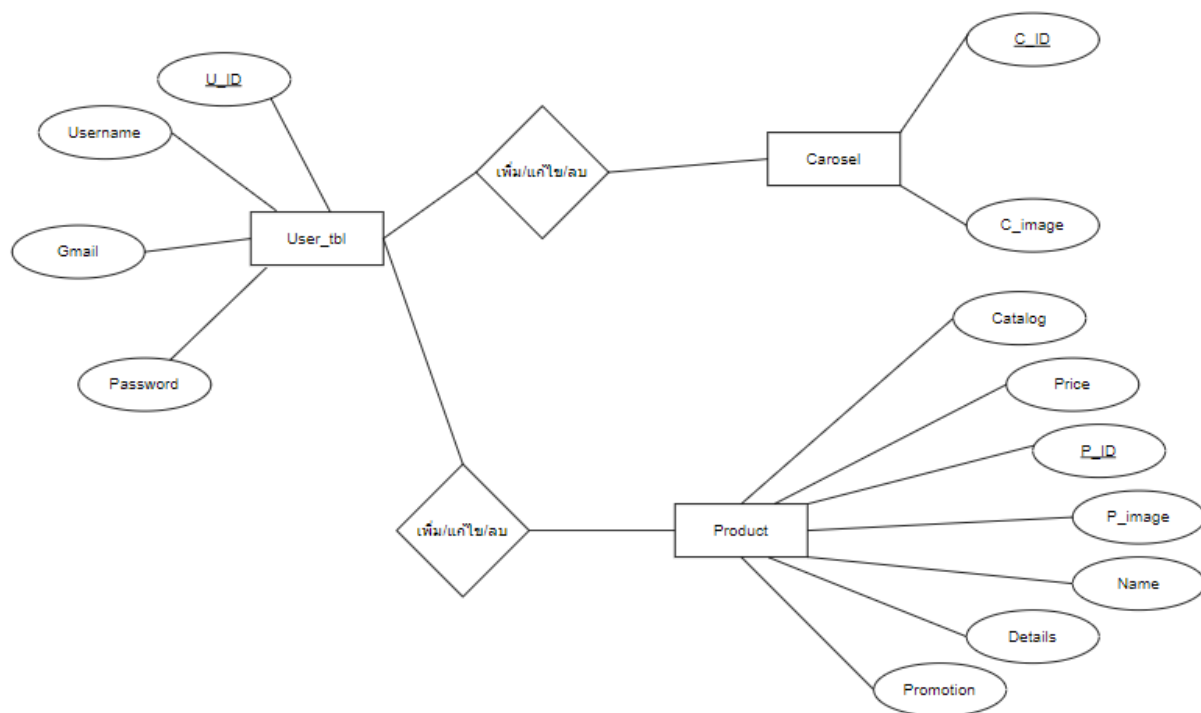 C_ID
U_ID
Username
เพิ่ม/แก้ไข/ลบ
Carosel
User_tbl
C_image
Gmail
Catalog
Password
Price
P_ID
P_image
เพิ่ม/แก้ไข/ลบ
Product
Name
Details
Promotion